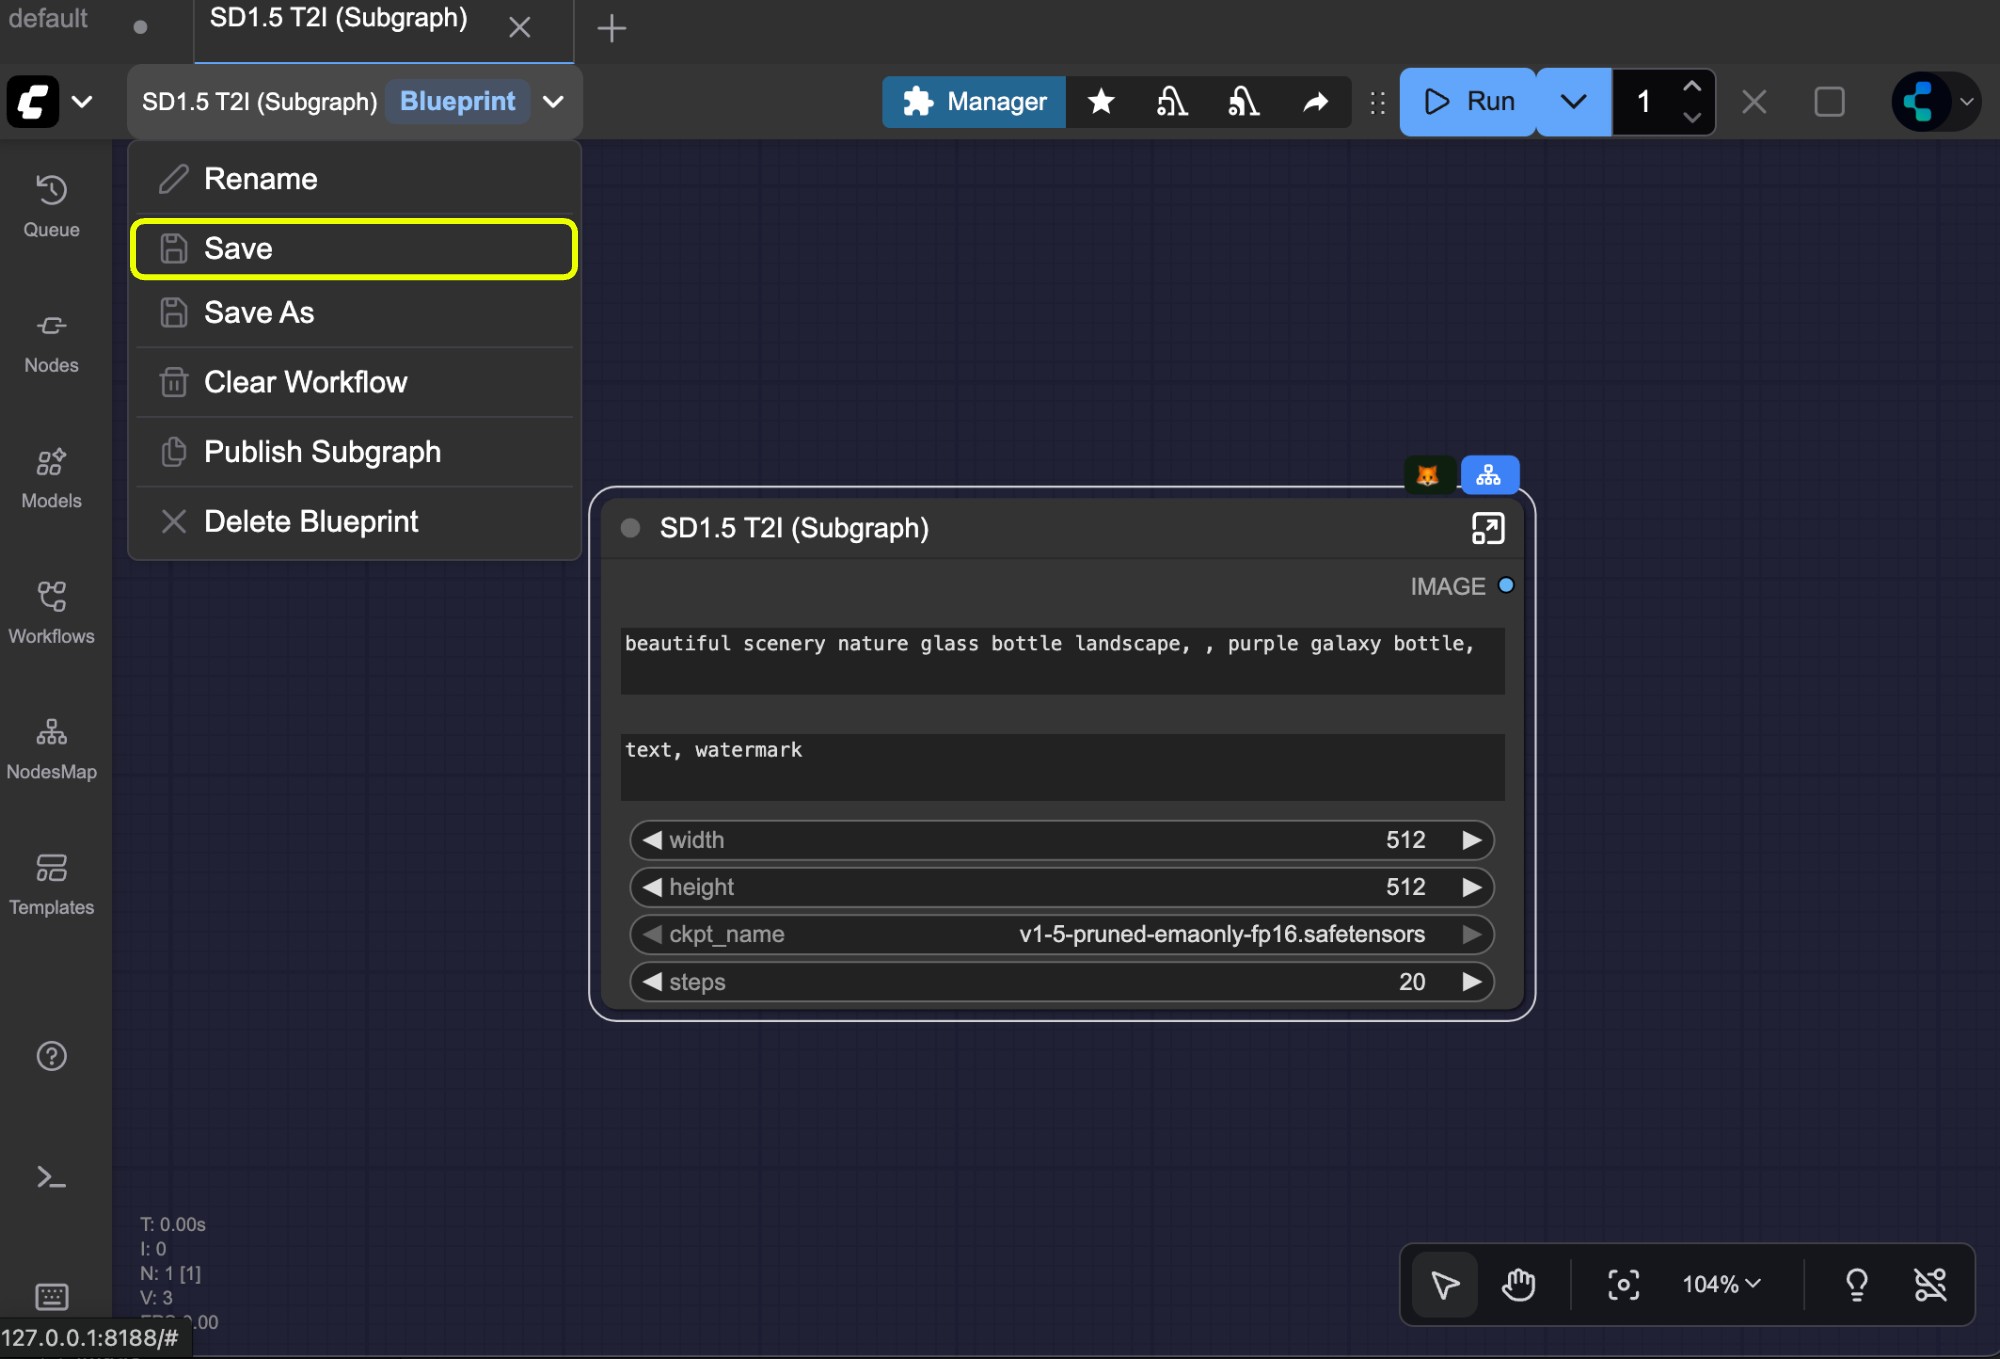 default
SD1.5 T2I (Subgraph)
SD1.5 T2I (Subgraph) Blueprint
Manager
Run
1
Rename
Save
Save As
Clear Workflow
Publish Subgraph
Delete Blueprint
Queue
Nodes
Models
Workflows
NodesMap
Templates
SD1.5 T2I (Subgraph)
IMAGE
beautiful scenery nature glass bottle landscape, , purple galaxy bottle,
text, watermark
width 512
height 512
ckpt_name v1-5-pruned-emaonly-fp16.safetensors
steps 20
T: 0.00s
I: 0
N: 1 [1]
V: 3
.00
104%
127.0.0.1:8188/#